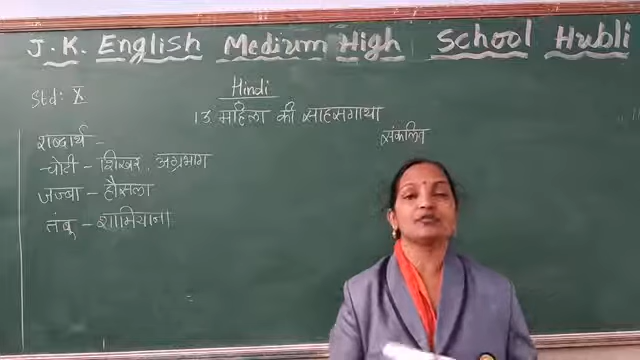 J.K. English Medium High School Hubli
Hindi
Std: X
13. महिला की साहसगाथा
संकलित
शब्दार्थ -
चोटी - शिखर, अग्रभाग
जज्बा - हौसला
तंबू - शामियाना